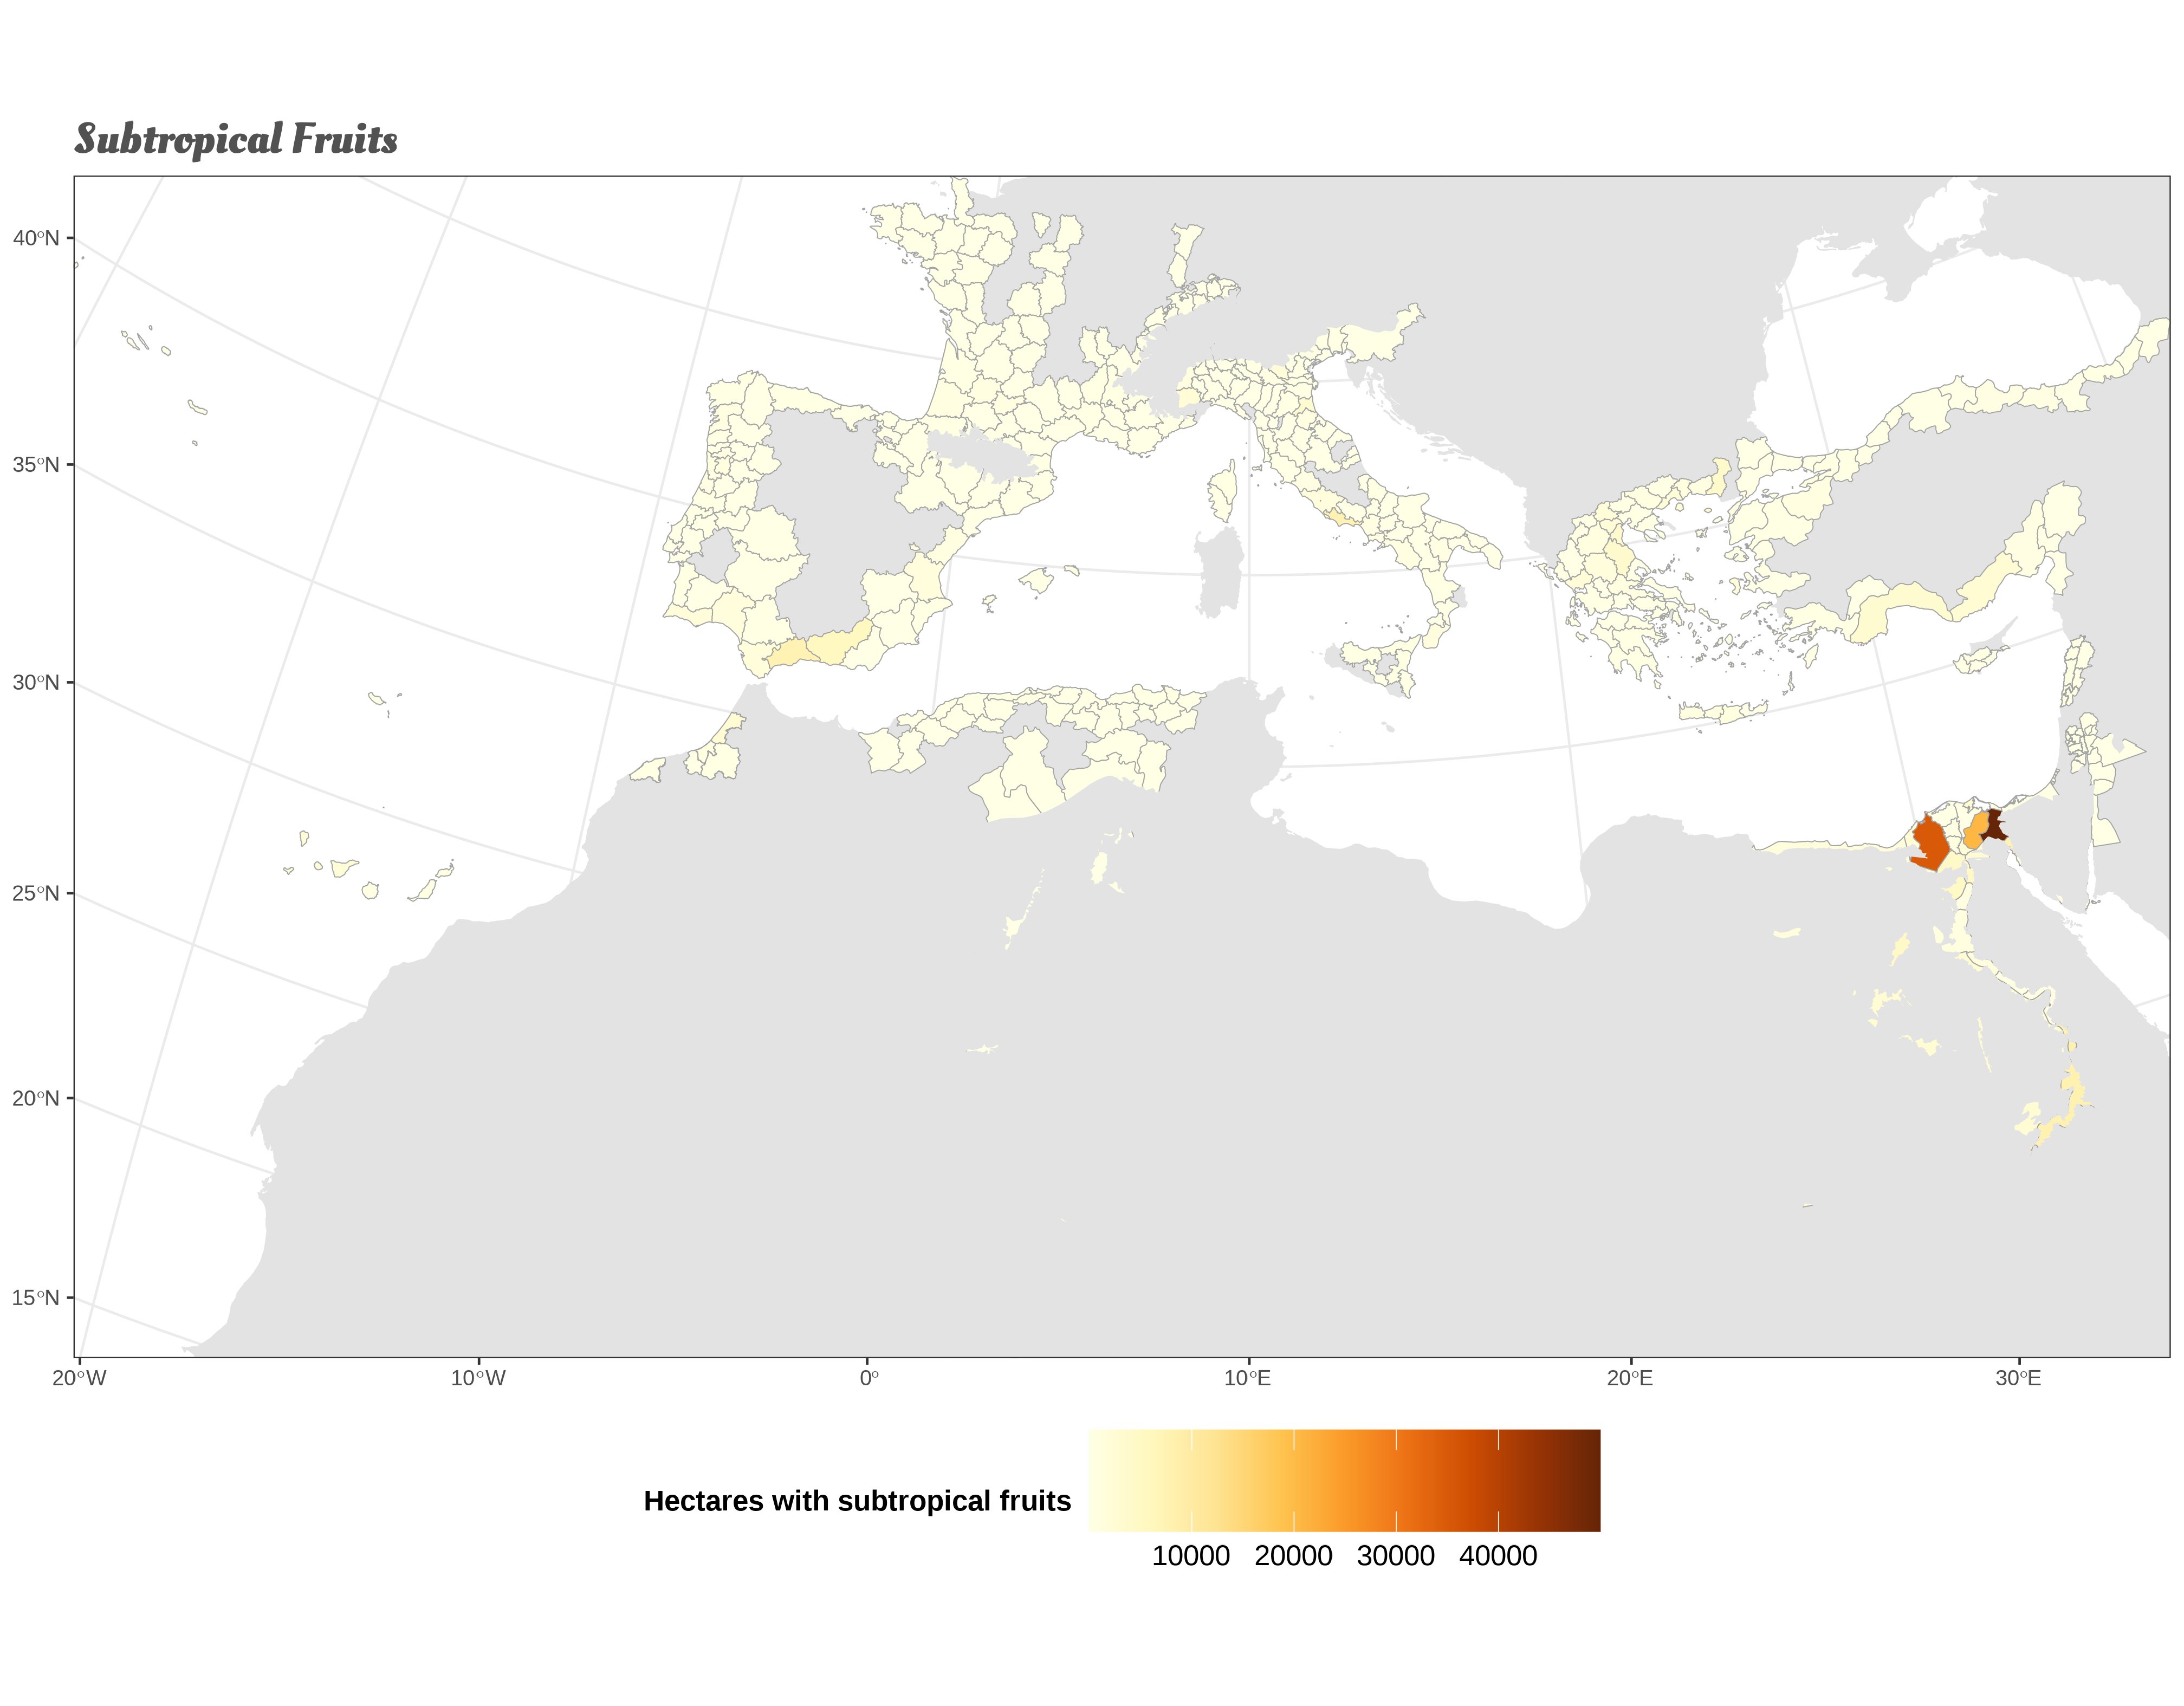 Subtropical Fruits
40°N
35°N
30°N
25°N
20°N
15°N
20°W 10°W 0° 10°E 20°E 30°E
Hectares with subtropical fruits
10000 20000 30000 40000